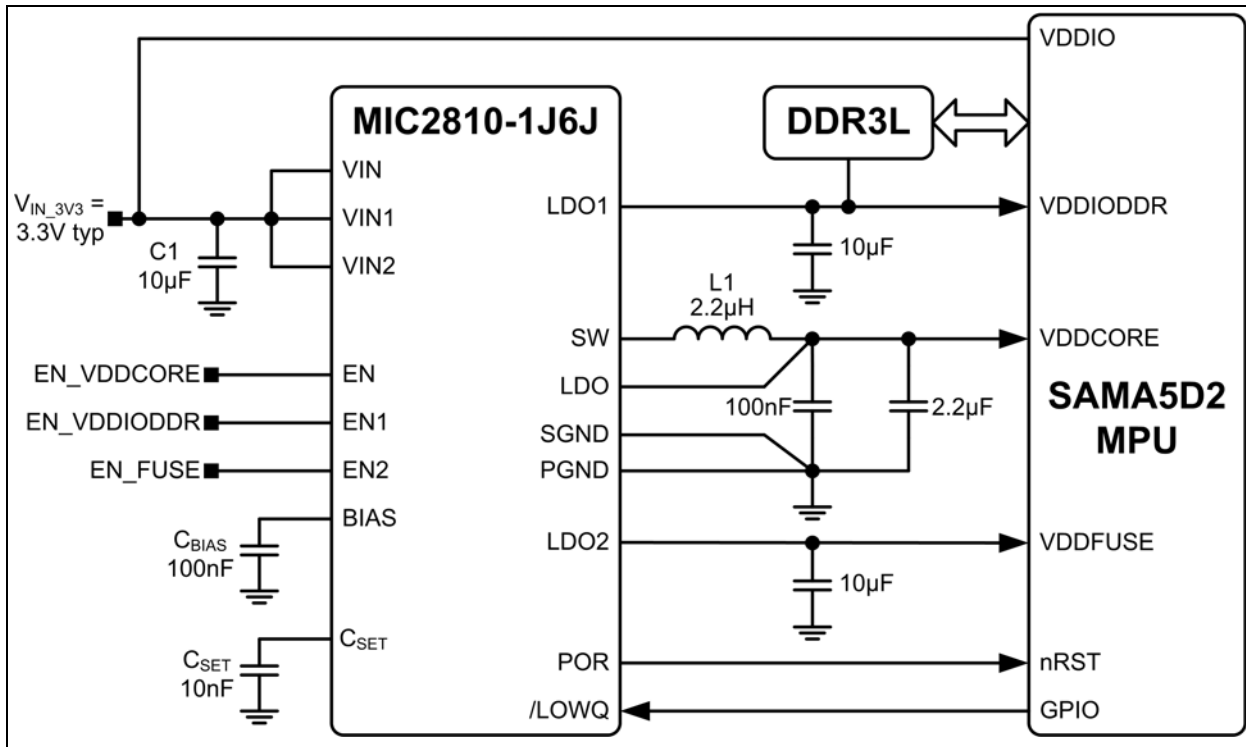 VDDIO
MIC2810-1J6J
DDR3L
VIN
V_IN_3V3 =
3.3V typ
VIN1
LDO1
VDDIODDR
C1
10µF
VIN2
10µF
L1
2.2µH
SW
VDDCORE
EN_VDDCORE
EN
LDO
100nF
2.2µF
SAMA5D2
MPU
EN_VDDIODDR
EN1
SGND
EN_FUSE
EN2
PGND
BIAS
C_BIAS
100nF
LDO2
VDDFUSE
10µF
C_SET
C_SET
10nF
POR
nRST
/LOWQ
GPIO